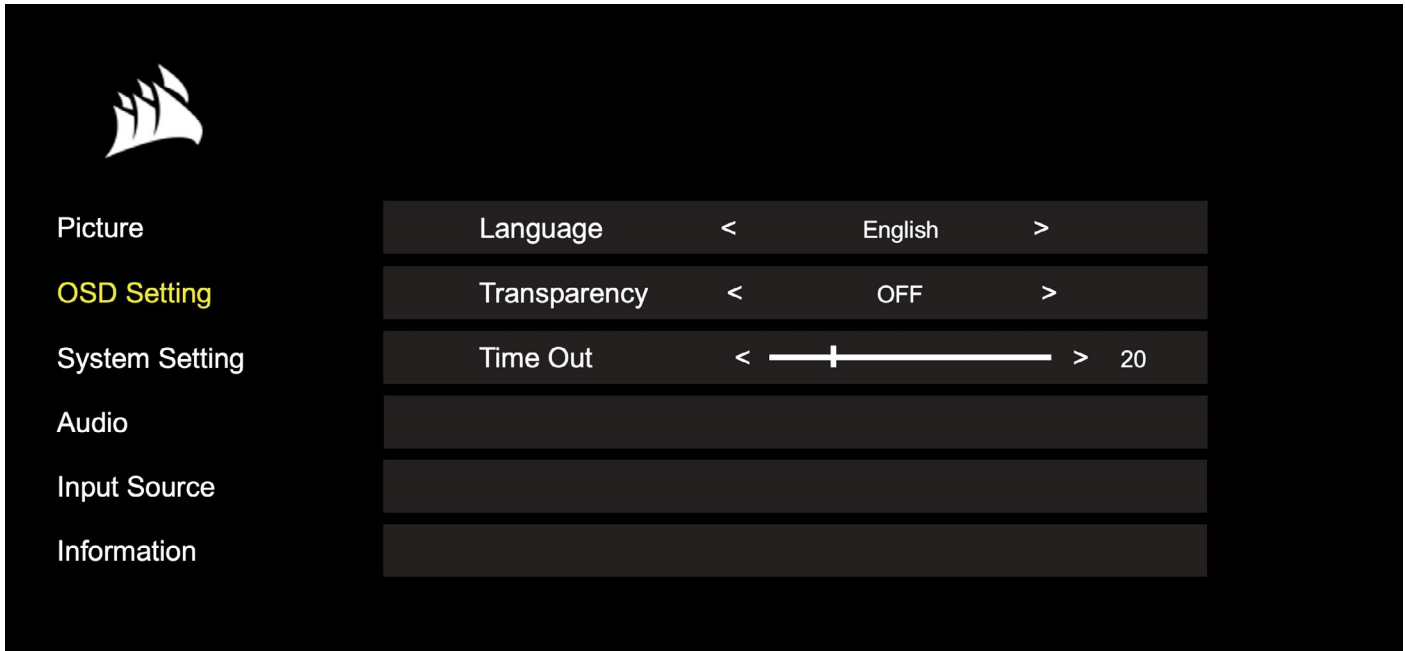 Picture Language < English >
OSD Setting Transparency < OFF >
System Setting Time Out < > 20
Audio
Input Source
Information